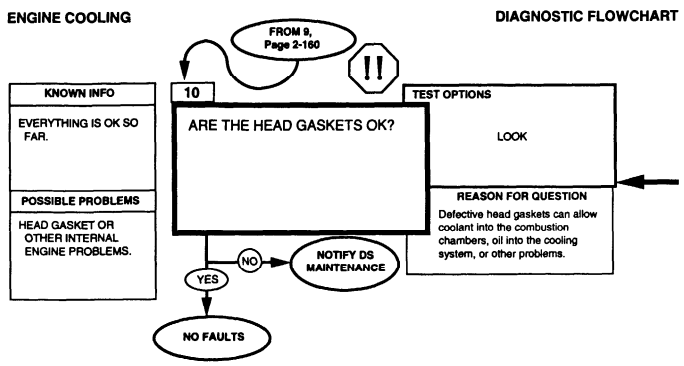 ENGINE COOLING
DIAGNOSTIC FLOWCHART
FROM 9,
Page 2-160
!!
KNOWN INFO
EVERYTHING IS OK SO
FAR.
POSSIBLE PROBLEMS
HEAD GASKET OR
OTHER INTERNAL
ENGINE PROBLEMS.
10
ARE THE HEAD GASKETS OK?
TEST OPTIONS
LOOK
REASON FOR QUESTION
Defective head gaskets can allow
coolant into the combustion
chambers, oil into the cooling
system, or other problems.
NO
NOTIFY DS
MAINTENANCE
YES
NO FAULTS